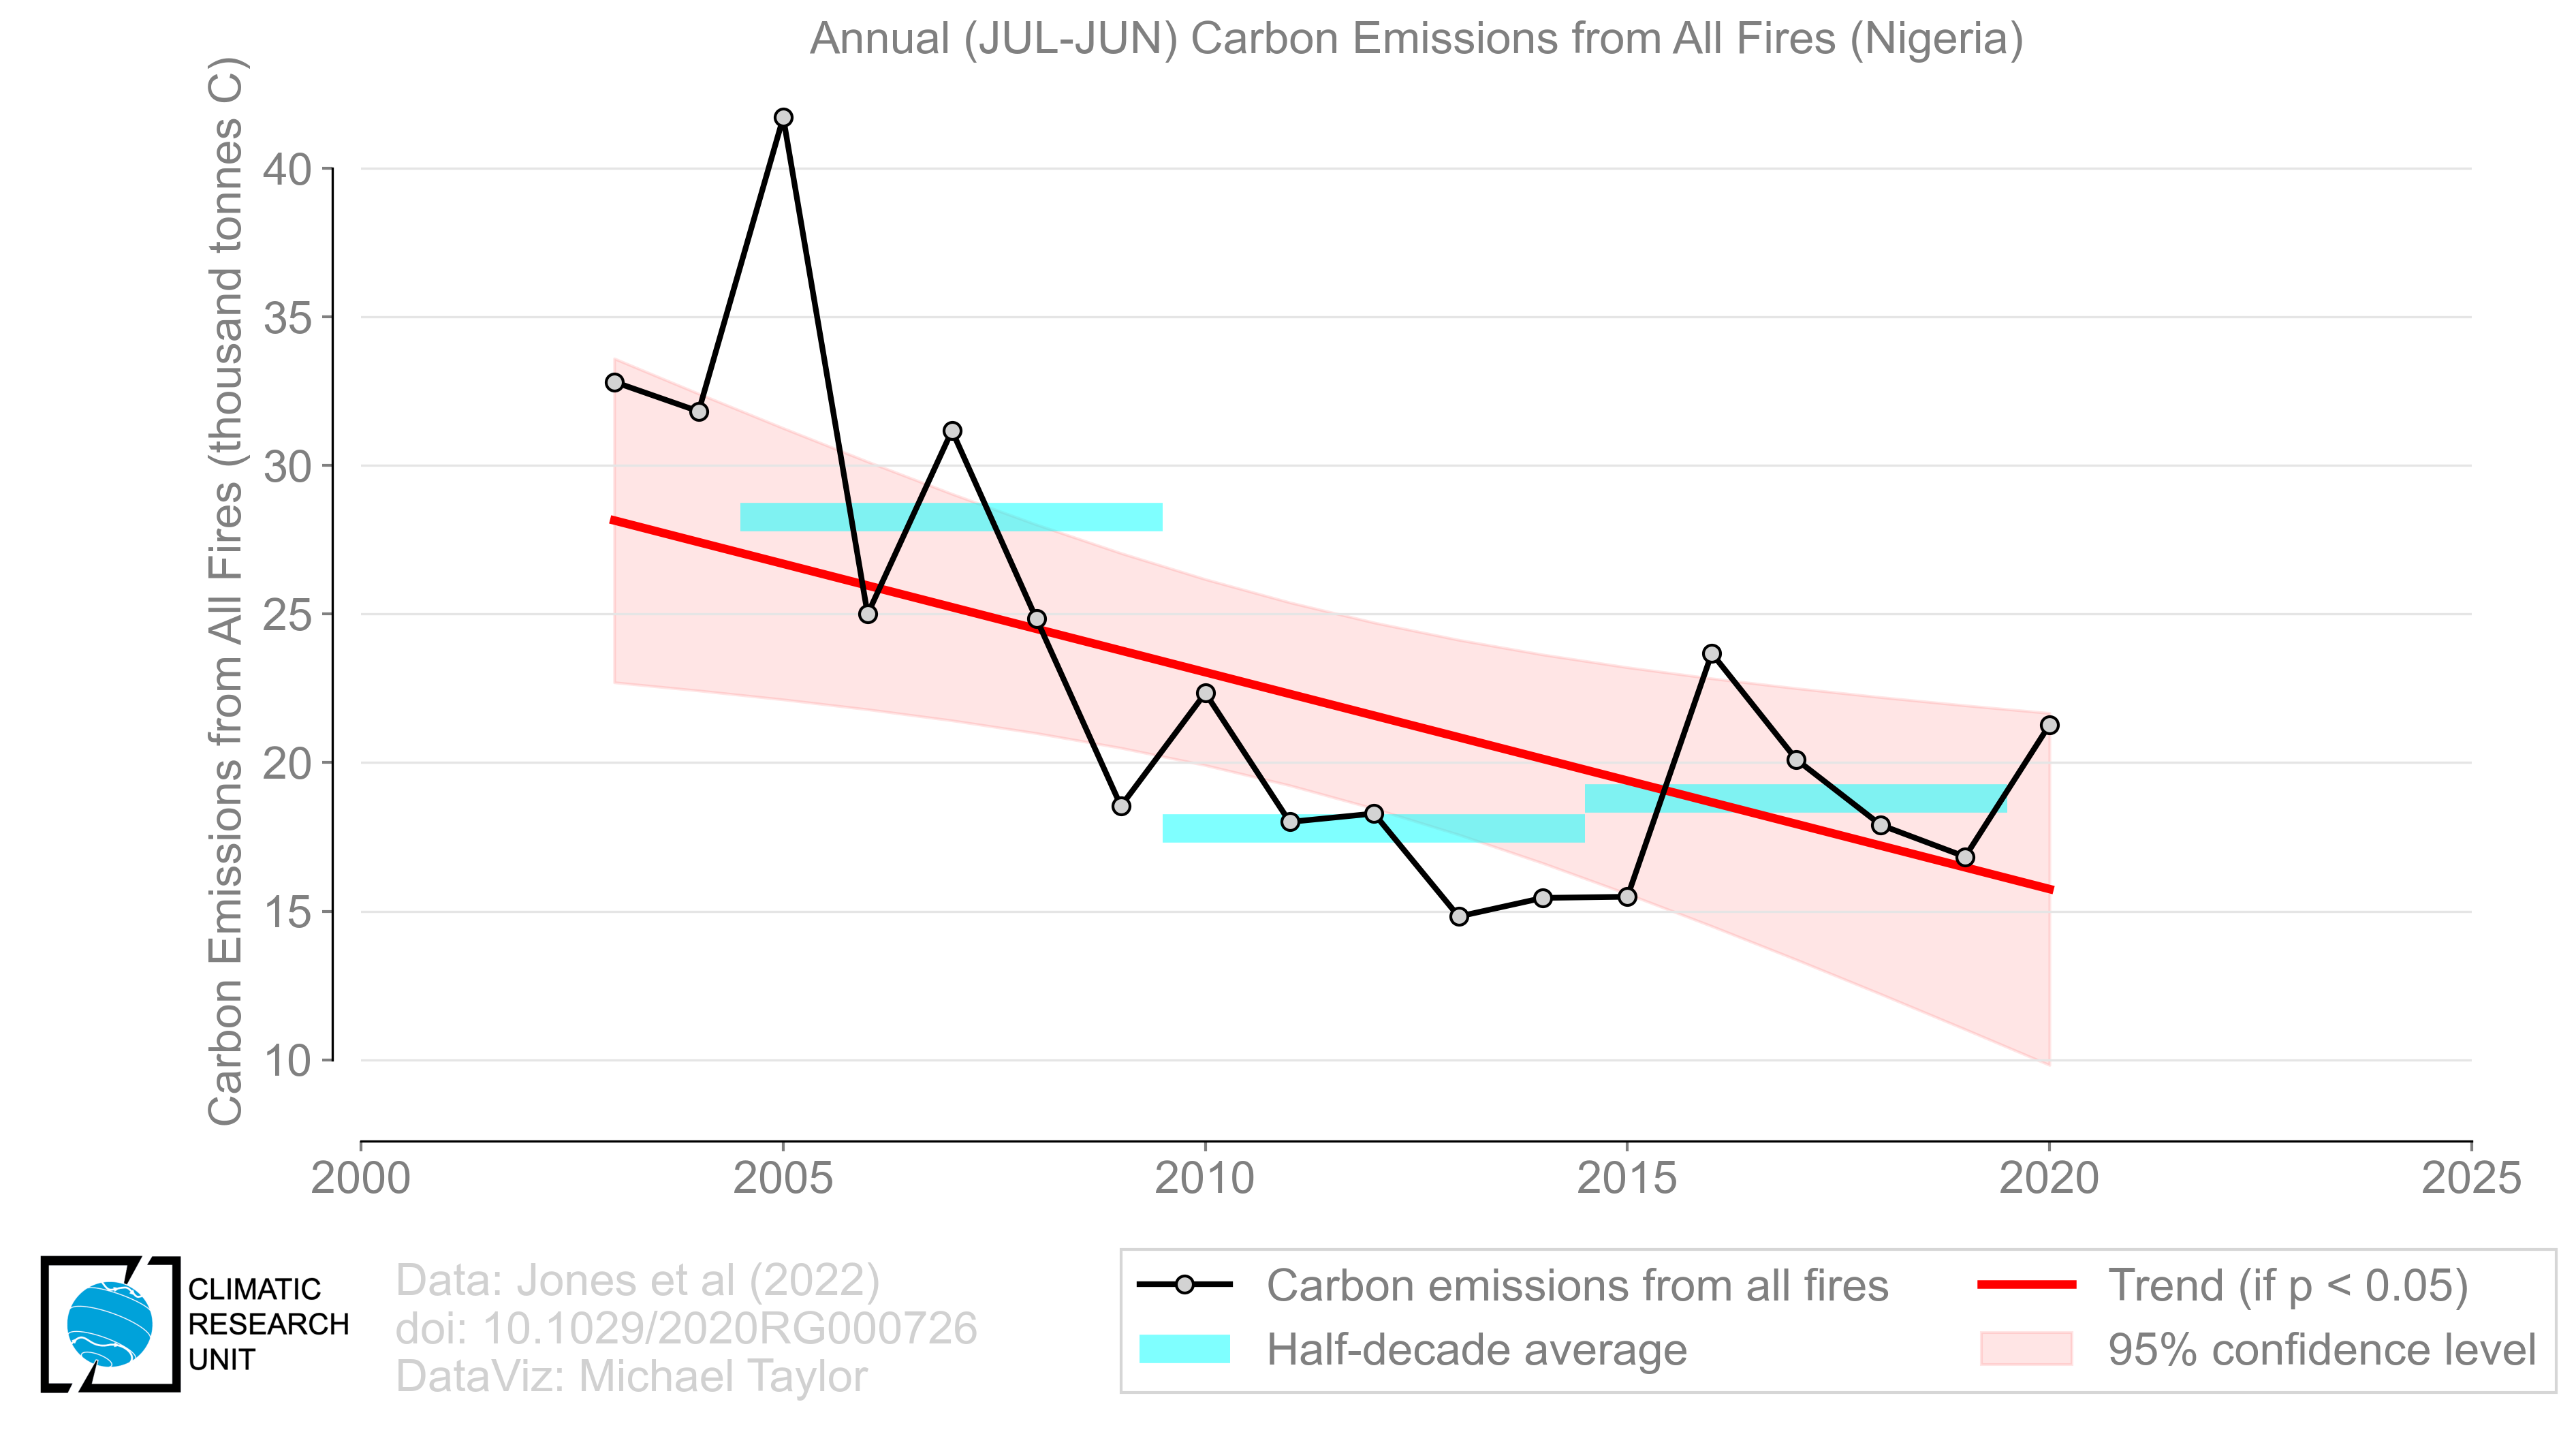 Annual (JUL-JUN) Carbon Emissions from All Fires (Nigeria)
Carbon Emissions from All Fires (thousand tonnes C)
40
35
30
25
20
15
10
2000 2005 2010 2015 2020 2025
CLIMATIC
RESEARCH
UNIT
Data: Jones et al (2022)
doi: 10.1029/2020RG000726
DataViz: Michael Taylor
Carbon emissions from all fires
Half-decade average
Trend (if p < 0.05)
95% confidence level